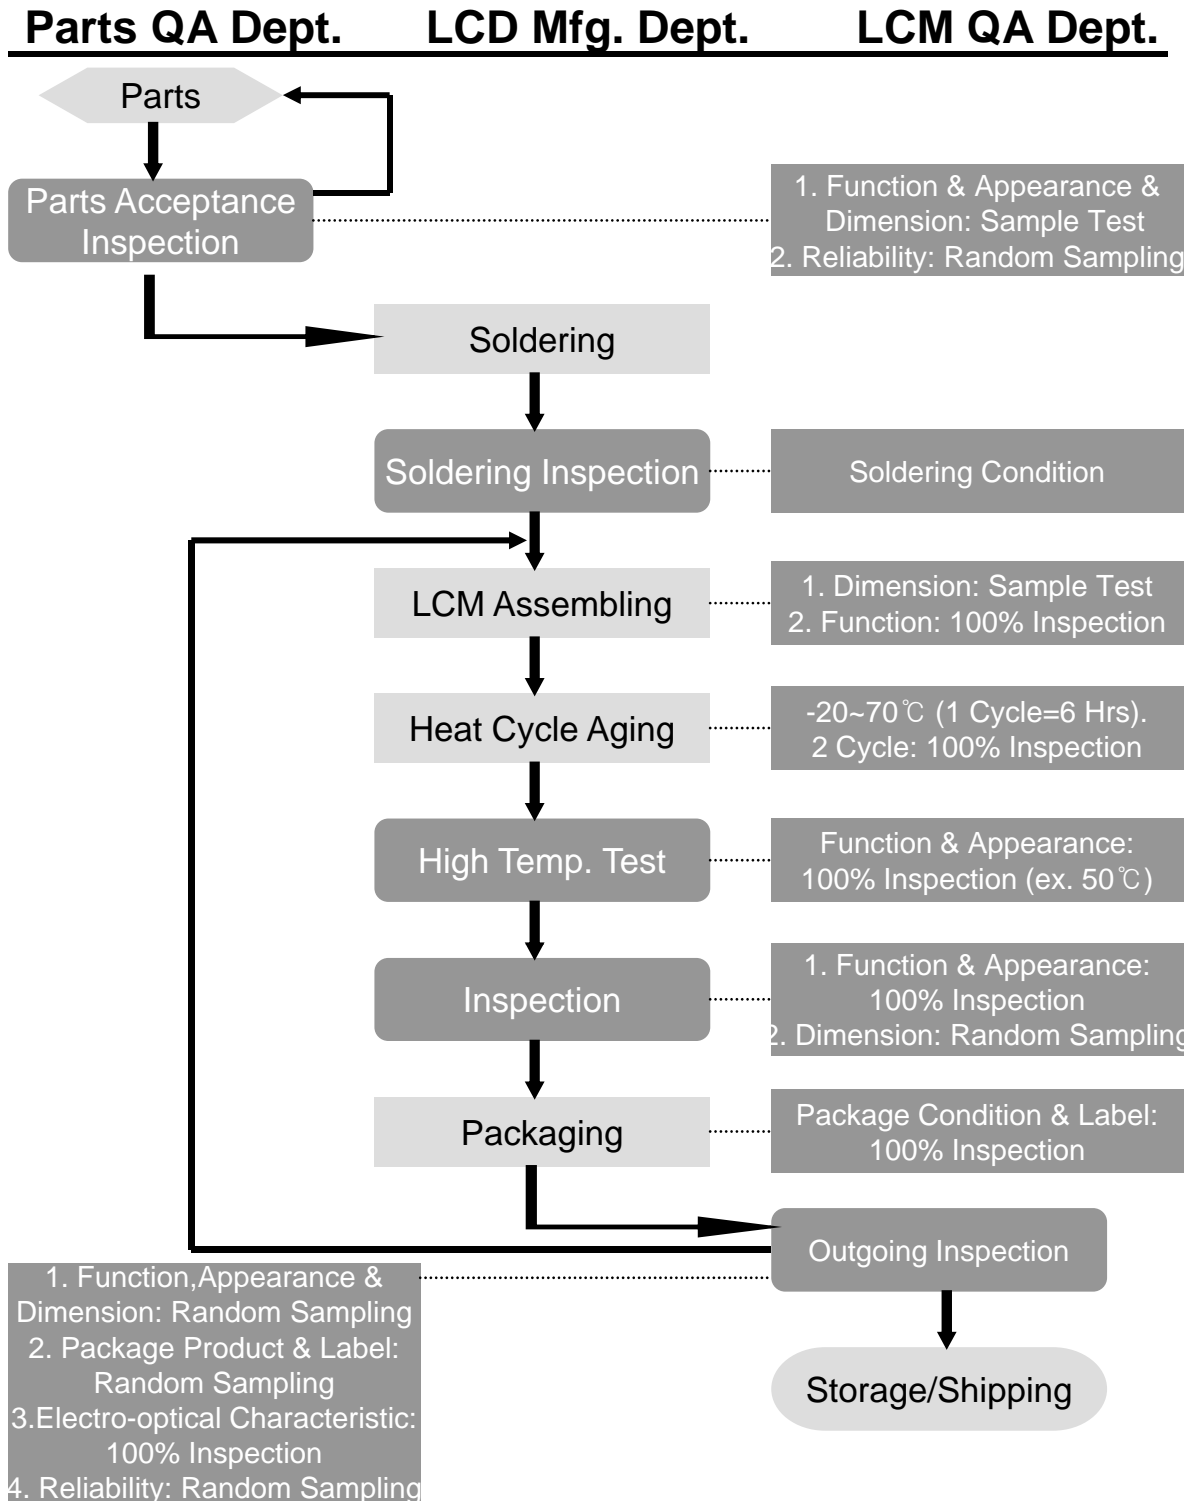 Parts QA Dept. LCD Mfg. Dept. LCM QA Dept.
Parts
Parts Acceptance
Inspection
1. Function & Appearance &
Dimension: Sample Test
2. Reliability: Random Sampling
Soldering
Soldering Inspection
Soldering Condition
LCM Assembling
1. Dimension: Sample Test
2. Function: 100% Inspection
Heat Cycle Aging
-20~70℃ (1 Cycle=6 Hrs).
2 Cycle: 100% Inspection
High Temp. Test
Function & Appearance:
100% Inspection (ex. 50℃)
Inspection
1. Function & Appearance:
100% Inspection
2. Dimension: Random Sampling
Packaging
Package Condition & Label:
100% Inspection
Outgoing Inspection
1. Function,Appearance &
Dimension: Random Sampling
2. Package Product & Label:
Random Sampling
3.Electro-optical Characteristic:
100% Inspection
4. Reliability: Random Sampling
Storage/Shipping